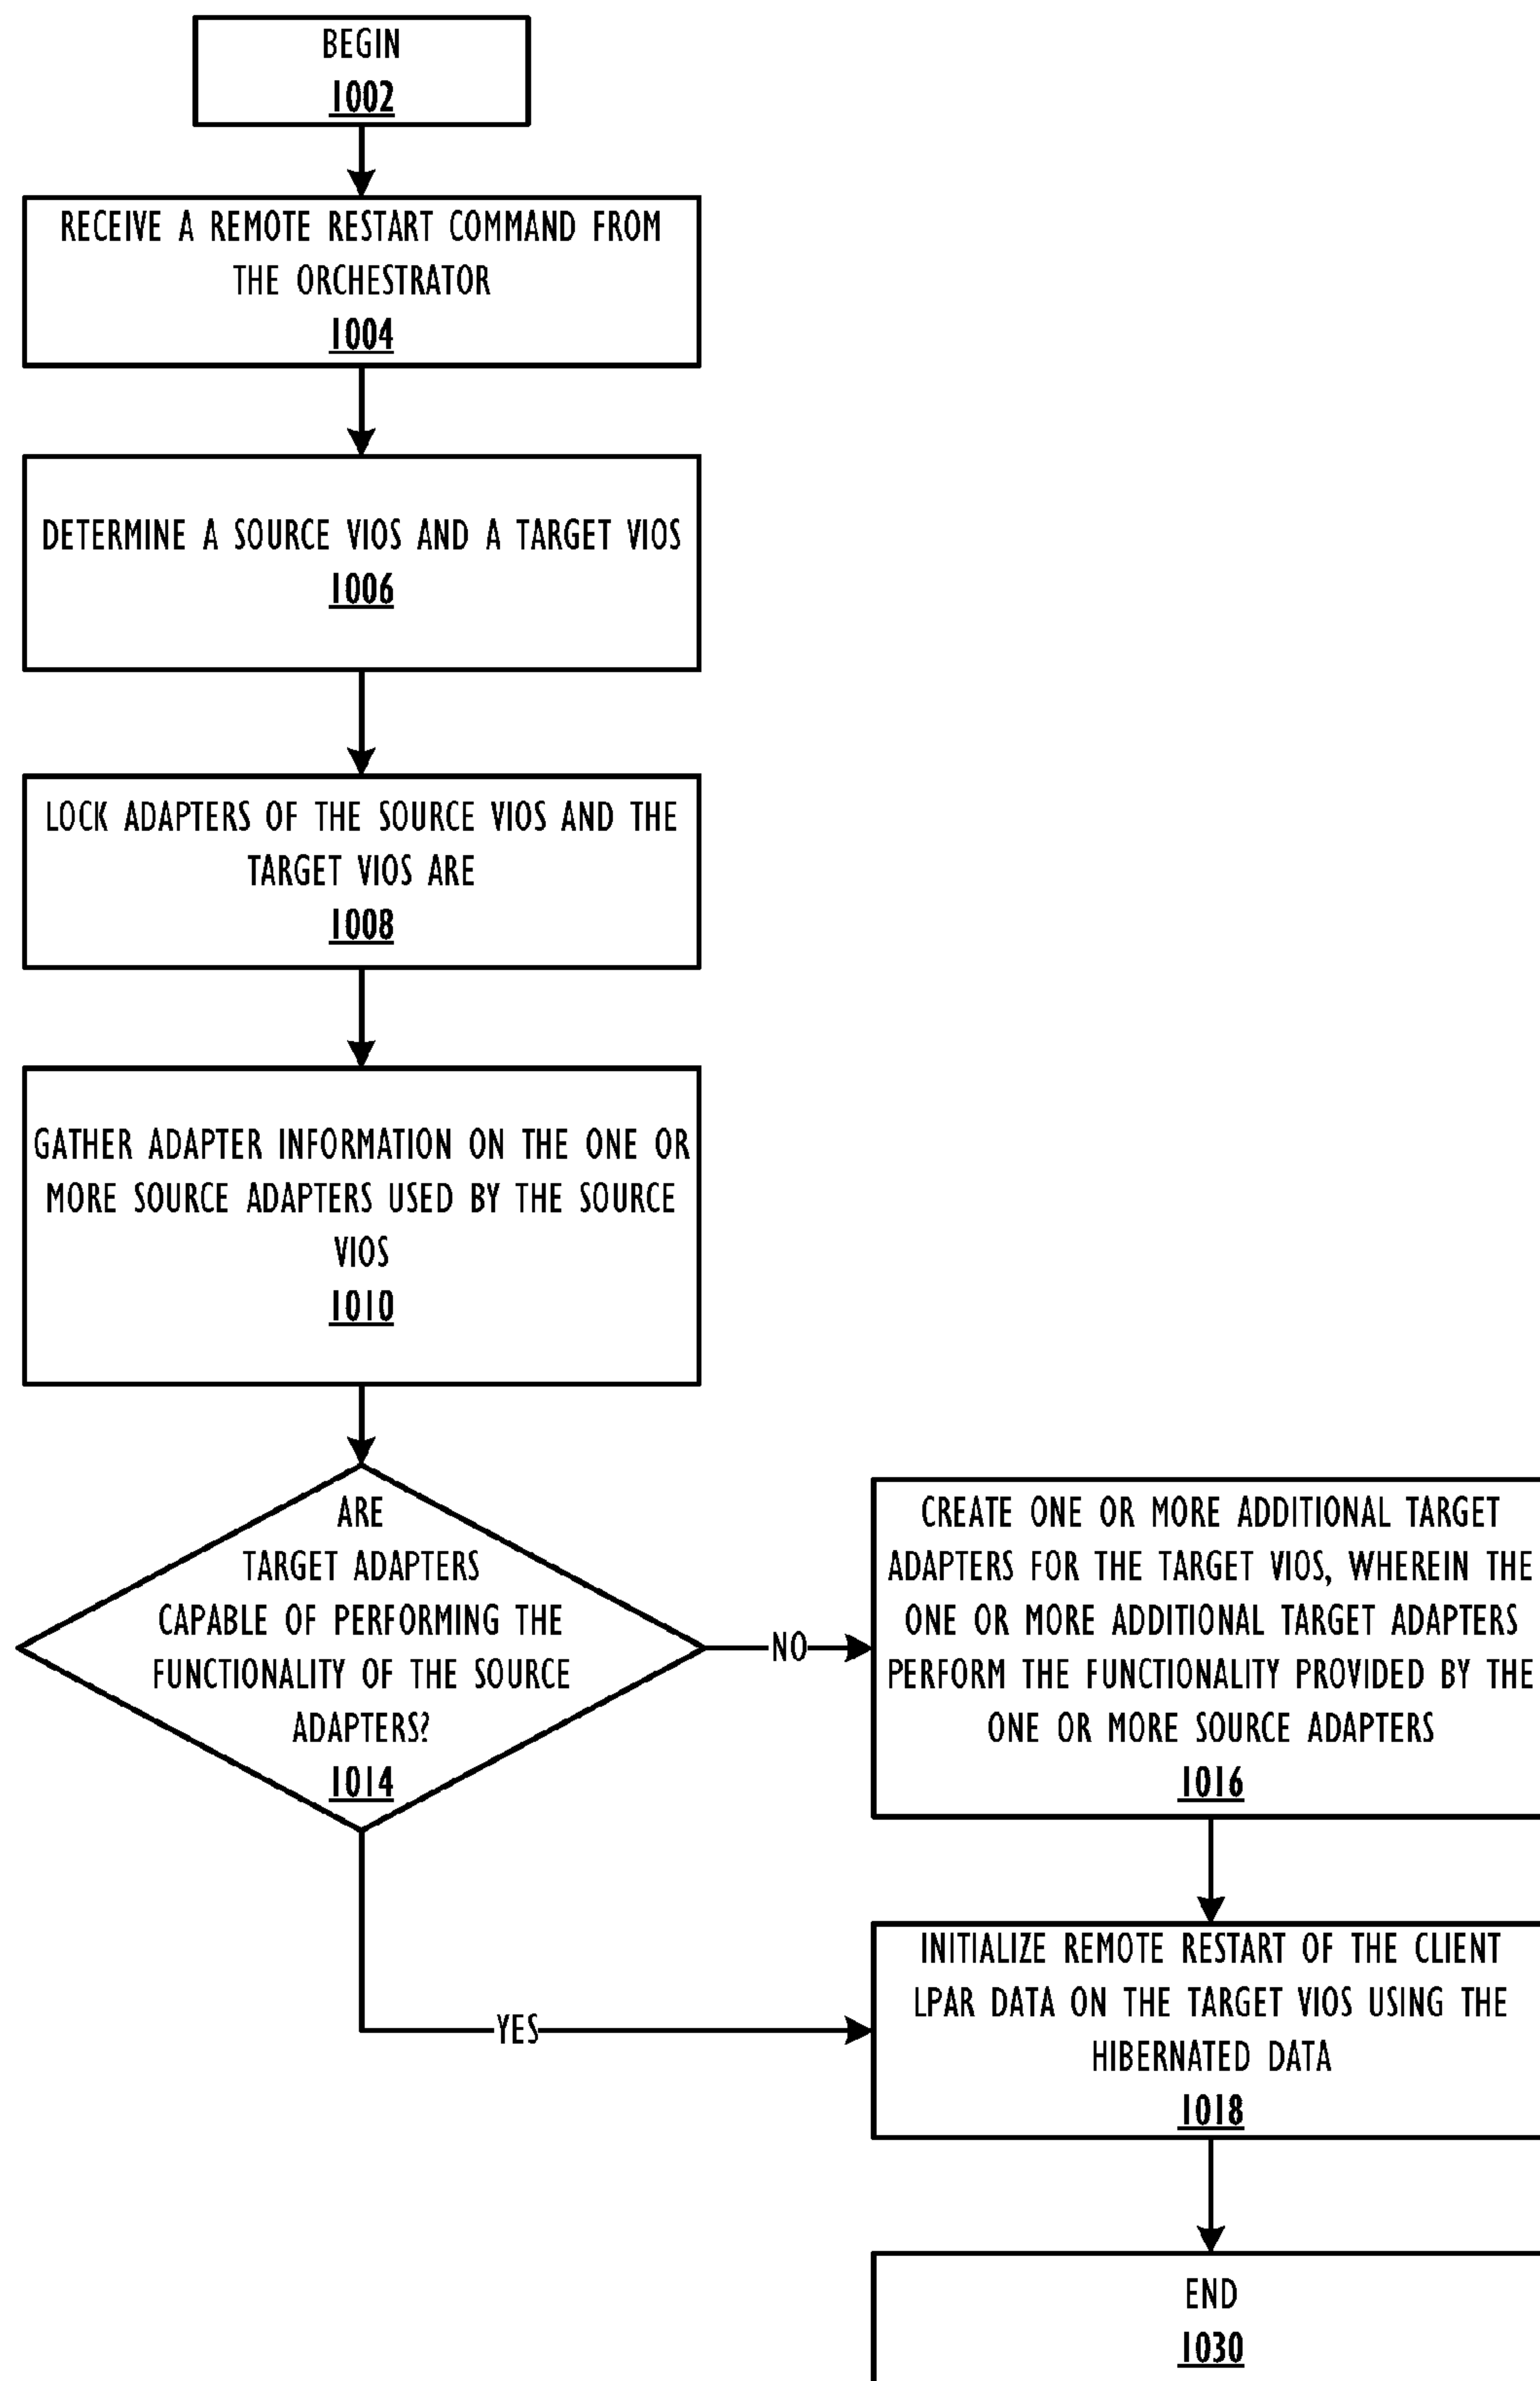 BEGIN
1002
RECEIVE A REMOTE RESTART COMMAND FROM
THE ORCHESTRATOR
1004
DETERMINE A SOURCE VIOS AND A TARGET VIOS
1006
LOCK ADAPTERS OF THE SOURCE VIOS AND THE
TARGET VIOS ARE
1008
GATHER ADAPTER INFORMATION ON THE ONE OR
MORE SOURCE ADAPTERS USED BY THE SOURCE
VIOS
1010
ARE
TARGET ADAPTERS
CAPABLE OF PERFORMING THE
FUNCTIONALITY OF THE SOURCE
ADAPTERS?
1014
NO
CREATE ONE OR MORE ADDITIONAL TARGET
ADAPTERS FOR THE TARGET VIOS, WHEREIN THE
ONE OR MORE ADDITIONAL TARGET ADAPTERS
PERFORM THE FUNCTIONALITY PROVIDED BY THE
ONE OR MORE SOURCE ADAPTERS
1016
YES
INITIALIZE REMOTE RESTART OF THE CLIENT
LPAR DATA ON THE TARGET VIOS USING THE
HIBERNATED DATA
1018
END
1030